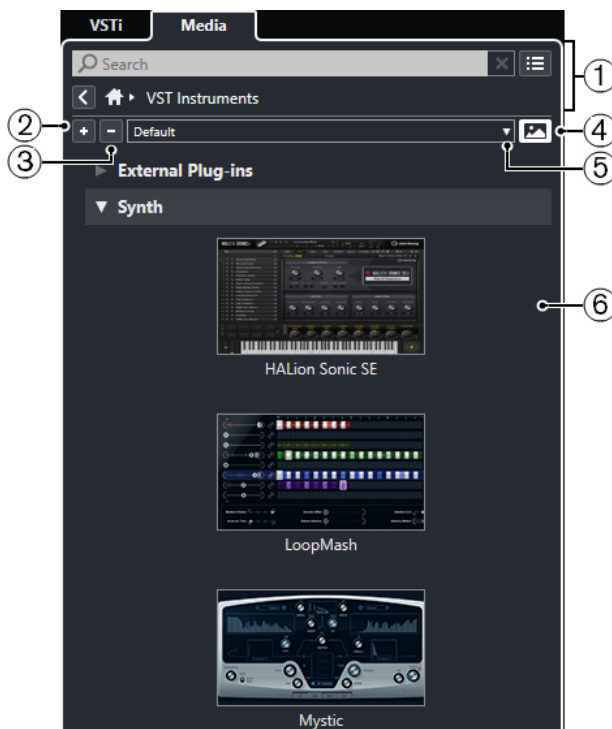 VSTi Media
Search
VST Instruments
Default
External Plug-ins
Synth
HALion Sonic SE
LoopMash
Mystic
1
2
3
4
5
6